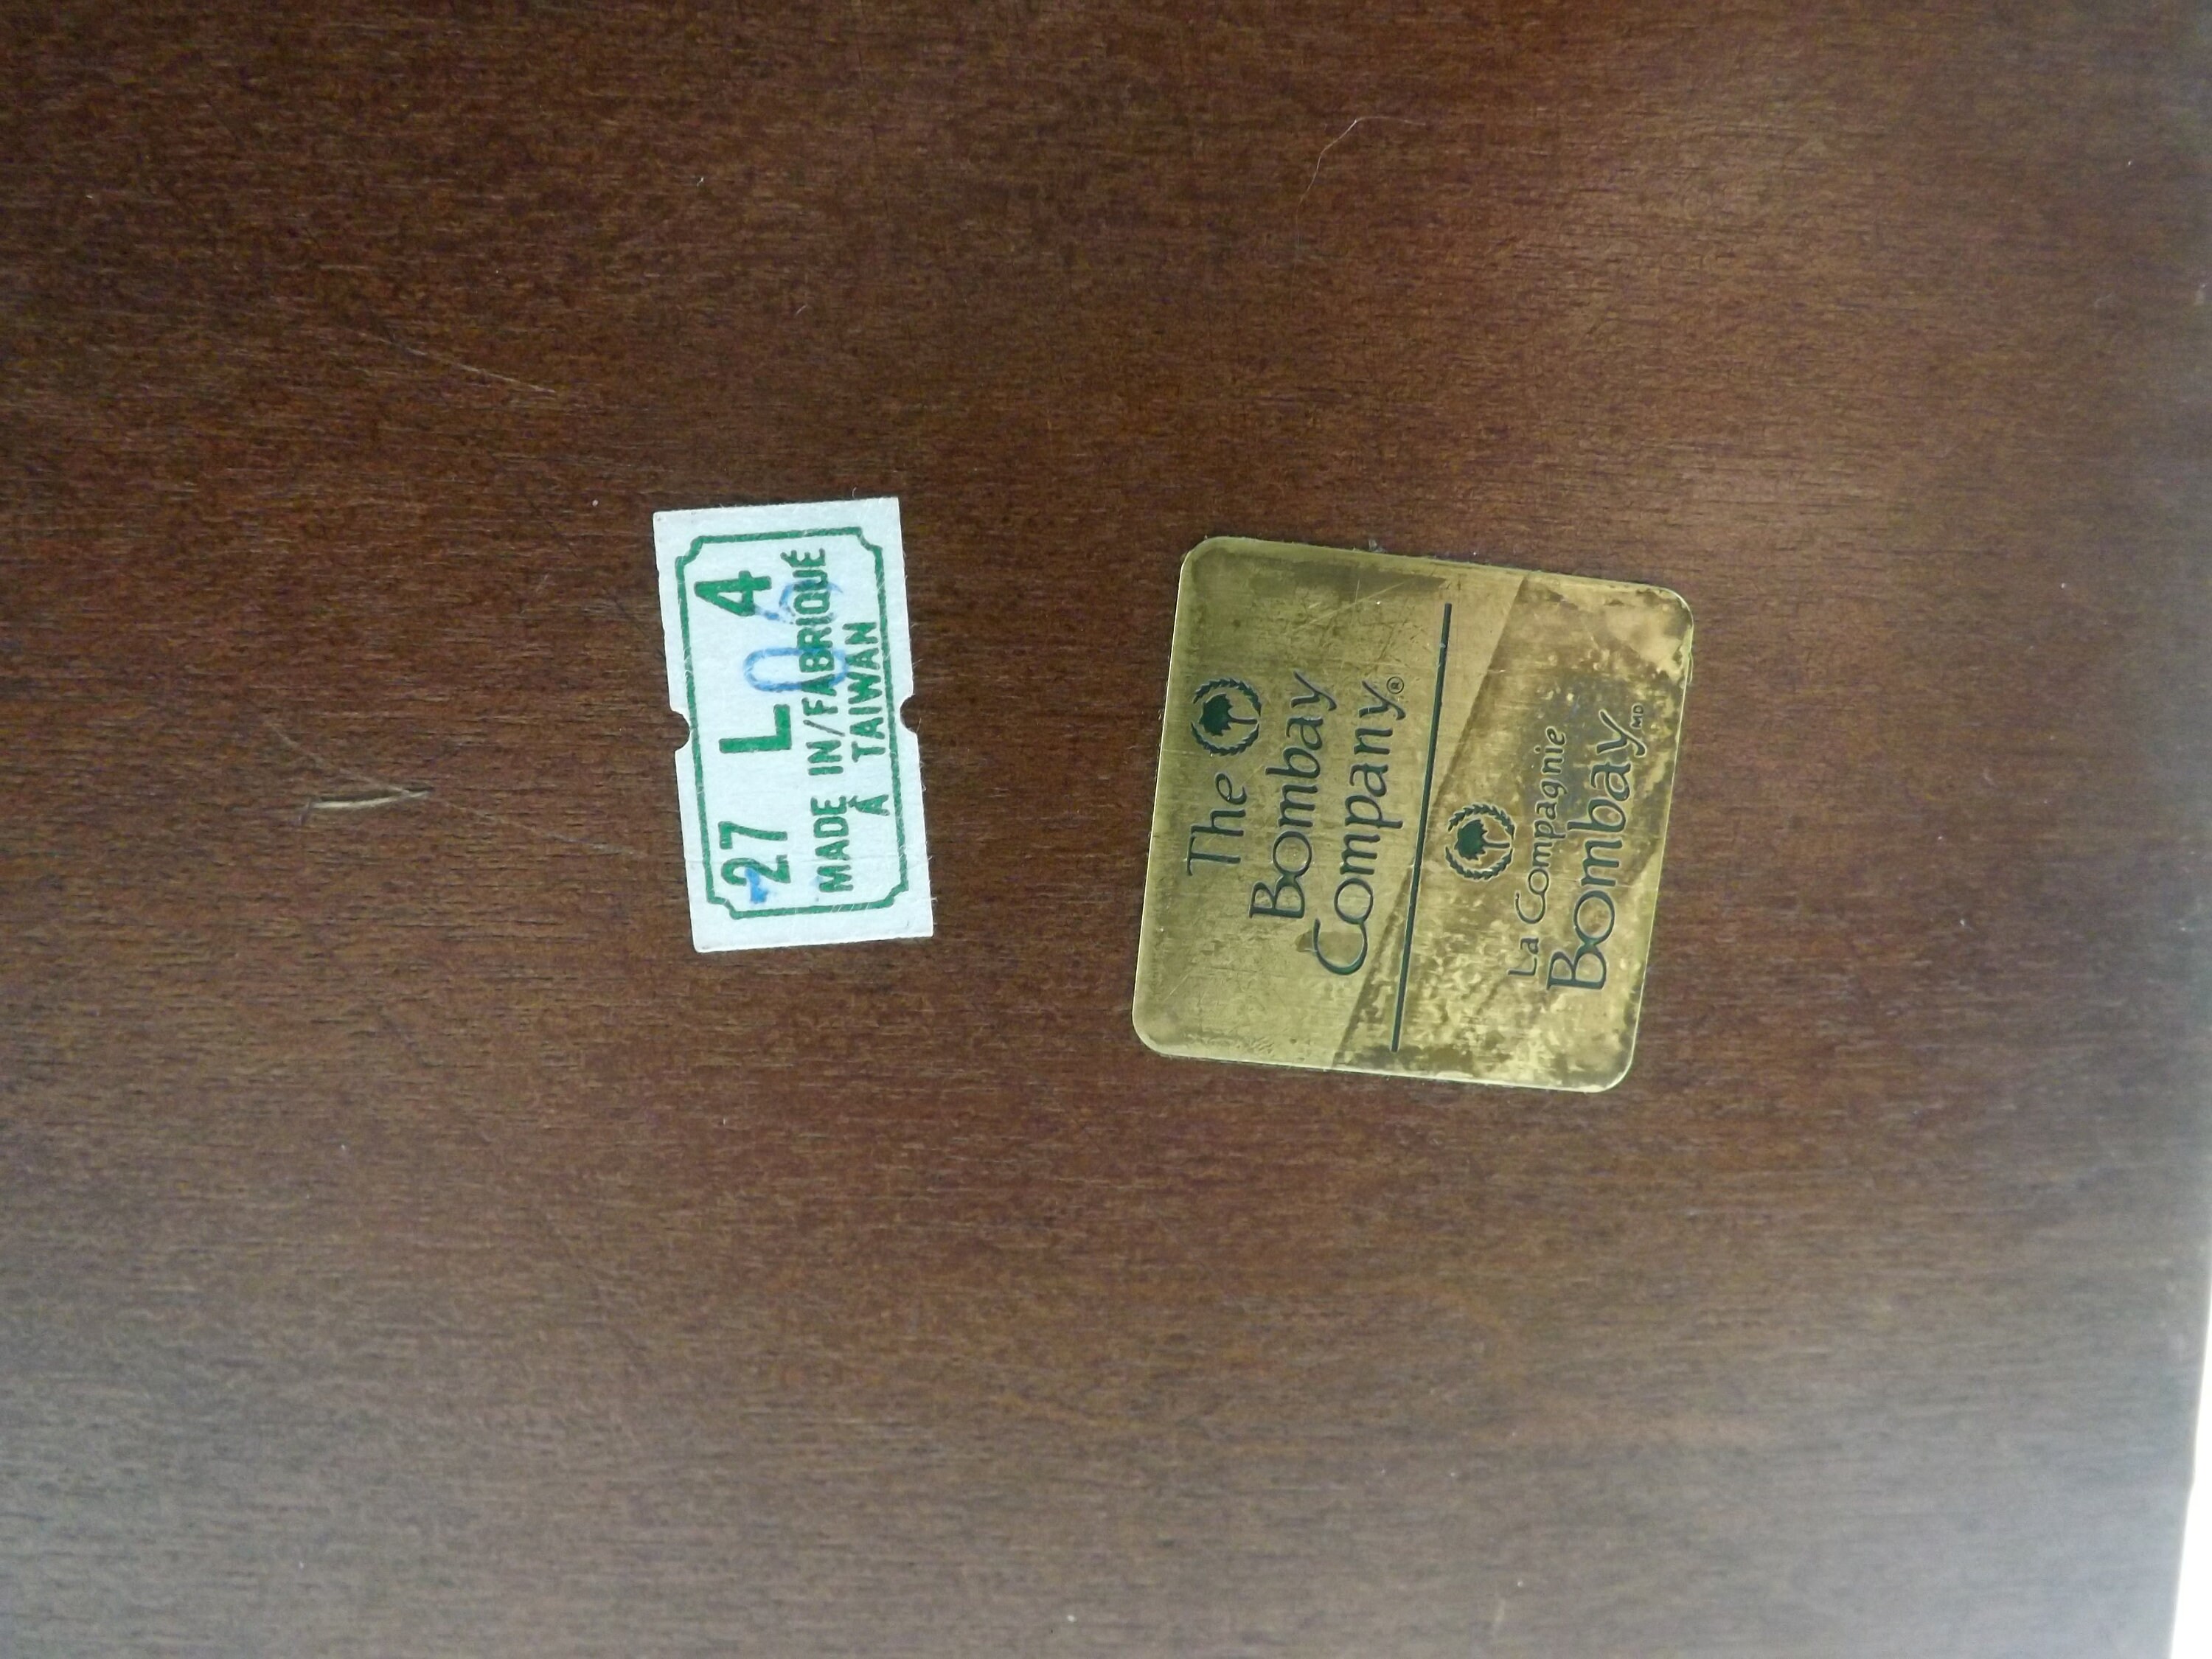 27 L 4
MADE IN/FABRIQUÉ
À TAIWAN
The
Bombay
Company®
La Compagnie
Bombay MD